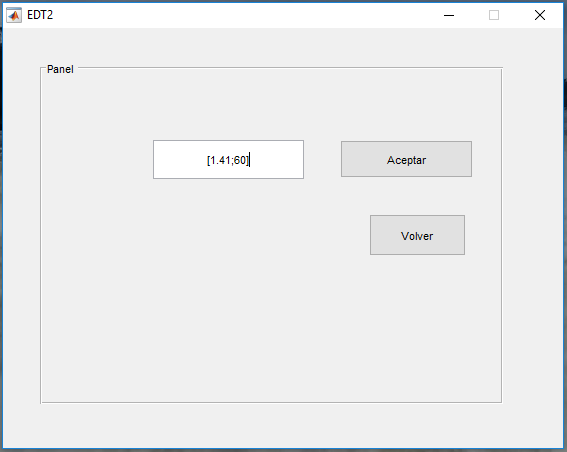 EDT2
Panel
[1.41;60]
Aceptar
Volver